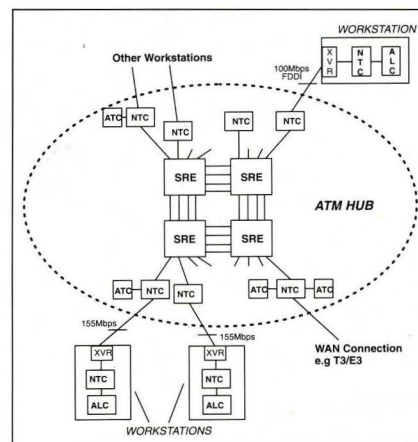 WORKSTATION
XVR
NTC
ALC
100Mbps
FDDI
Other Workstations
ATC
NTC
NTC
NTC
NTC
SRE
SRE
ATM HUB
SRE
SRE
ATC
NTC
NTC
ATC
NTC
ATC
155Mbps
155Mbps
WAN Connection
e.g T3/E3
XVR
NTC
ALC
XVR
NTC
ALC
WORKSTATIONS